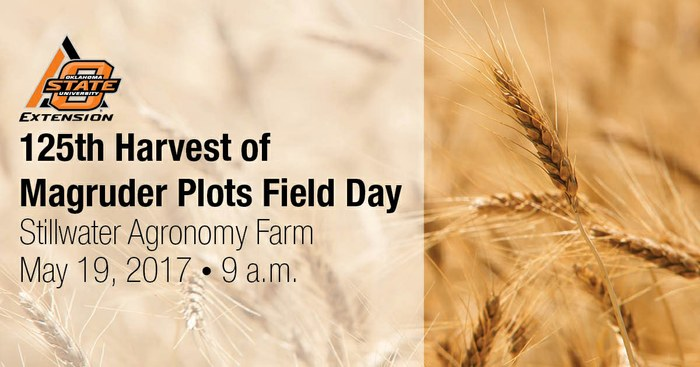 OKLAHOMA
STATE
UNIVERSITY
EXTENSION
125th Harvest of
Magruder Plots Field Day
Stillwater Agronomy Farm
May 19, 2017 • 9 a.m.